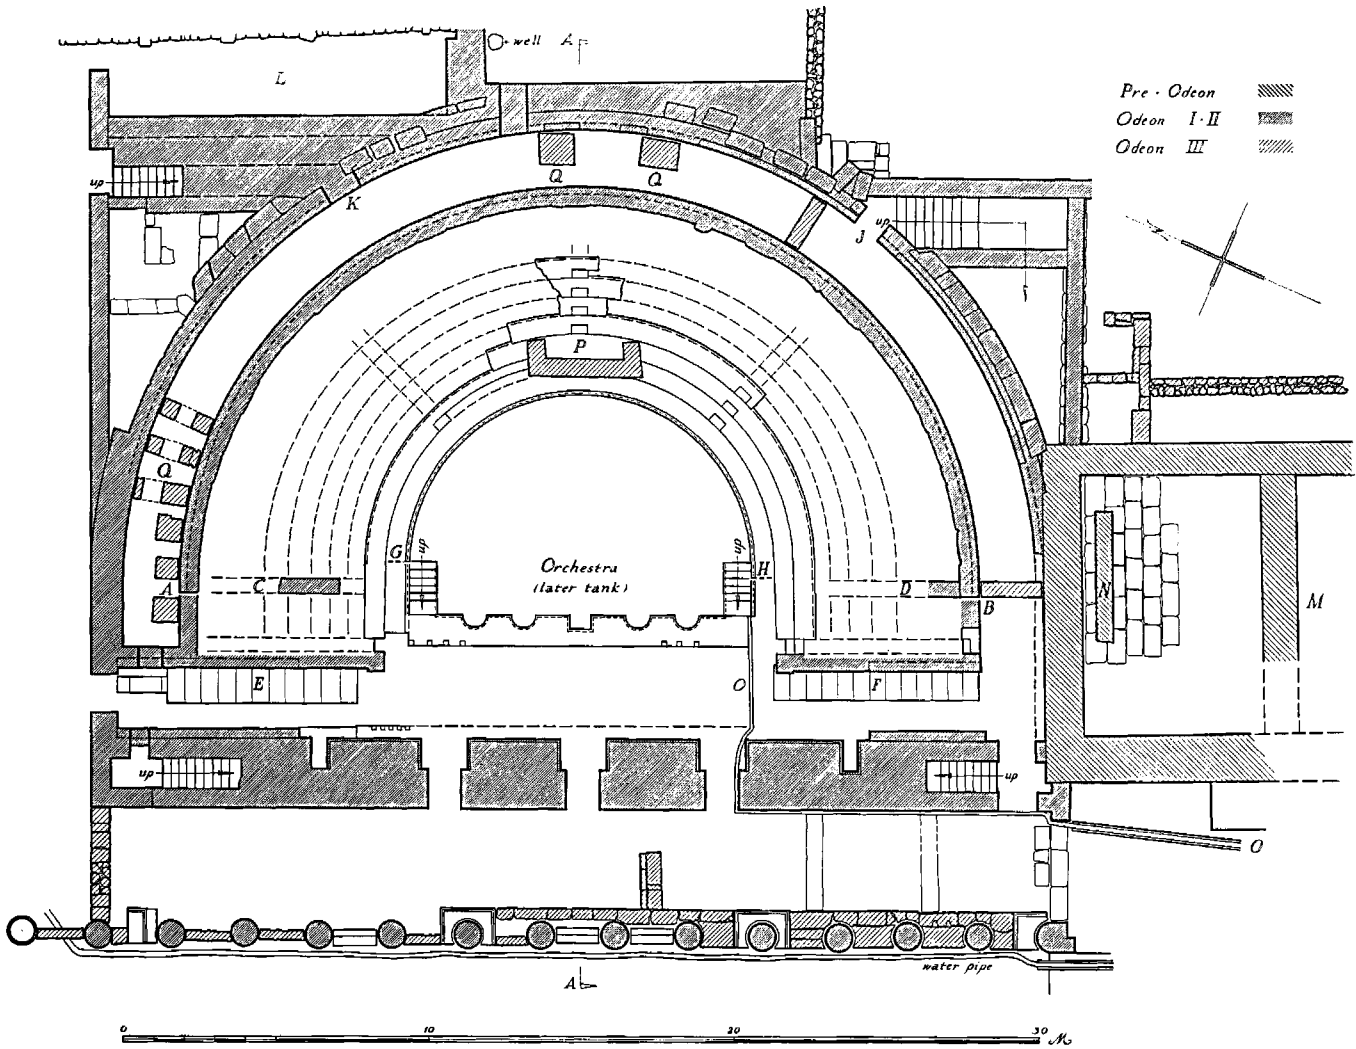 well A
L
Pre-Odeon
Odeon I-II
Odeon III
up
K
Q Q
up
J
P
Q
G up
up H
Orchestra
(later tank)
A C
D B
N M
E
O F
up
up
O
water pipe
A
0 10 20 30 M